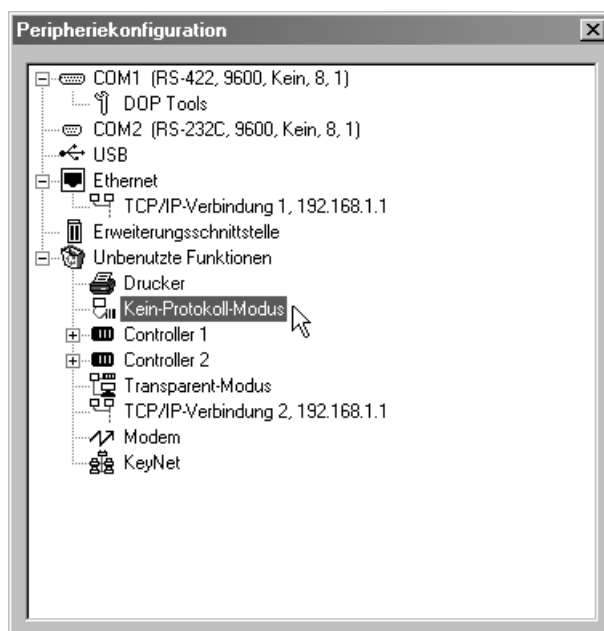 Peripheriekonfiguration
COM1 (RS-422, 9600, Kein, 8, 1)
DOP Tools
COM2 (RS-232C, 9600, Kein, 8, 1)
USB
Ethernet
TCP/IP-Verbindung 1, 192.168.1.1
Erweiterungsschnittstelle
Unbenutzte Funktionen
Drucker
Kein-Protokoll-Modus
Controller 1
Controller 2
Transparent-Modus
TCP/IP-Verbindung 2, 192.168.1.1
Modem
KeyNet